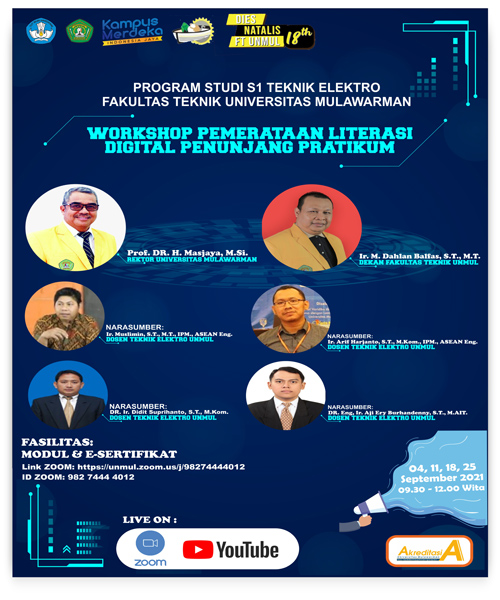 Kampus
Merdeka
INDONESIA JAYA
DIES
NATALIS
FT UNMUL
18th
PROGRAM STUDI S1 TEKNIK ELEKTRO
FAKULTAS TEKNIK UNIVERSITAS MULAWARMAN
WORKSHOP PEMERATAAN LITERASI
DIGITAL PENUNJANG PRATIKUM
Prof. DR. H. Masjaya, M.Si.
REKTOR UNIVERSITAS MULAWARMAN
Ir. M. Dahlan Balfas, S.T., M.T.
DEKAN FAKULTAS TEKNIK UNMUL
NARASUMBER:
Ir. Muslimin, S.T., M.T., IPM., ASEAN Eng.
DOSEN TEKNIK ELEKTRO UNMUL
NARASUMBER:
Ir. Arif Harjanto, S.T., M.Kom., IPM., ASEAN Eng.
DOSEN TEKNIK ELEKTRO UNMUL
NARASUMBER:
DR. Ir. Didit Suprihanto, S.T., M.Kom.
DOSEN TEKNIK ELEKTRO UNMUL
NARASUMBER:
DR. Eng. Ir. Aji Ery Burhandenny, S.T., M.AIT.
DOSEN TEKNIK ELEKTRO UNMUL
FASILITAS:
MODUL & E-SERTIFIKAT
Link ZOOM: https://unmul.zoom.us/j/98274444012
ID ZOOM: 982 7444 4012
04, 11, 18, 25
September 2021
09.30 - 12.00 Wita
LIVE ON :
zoom
YouTube
Akreditasi
A